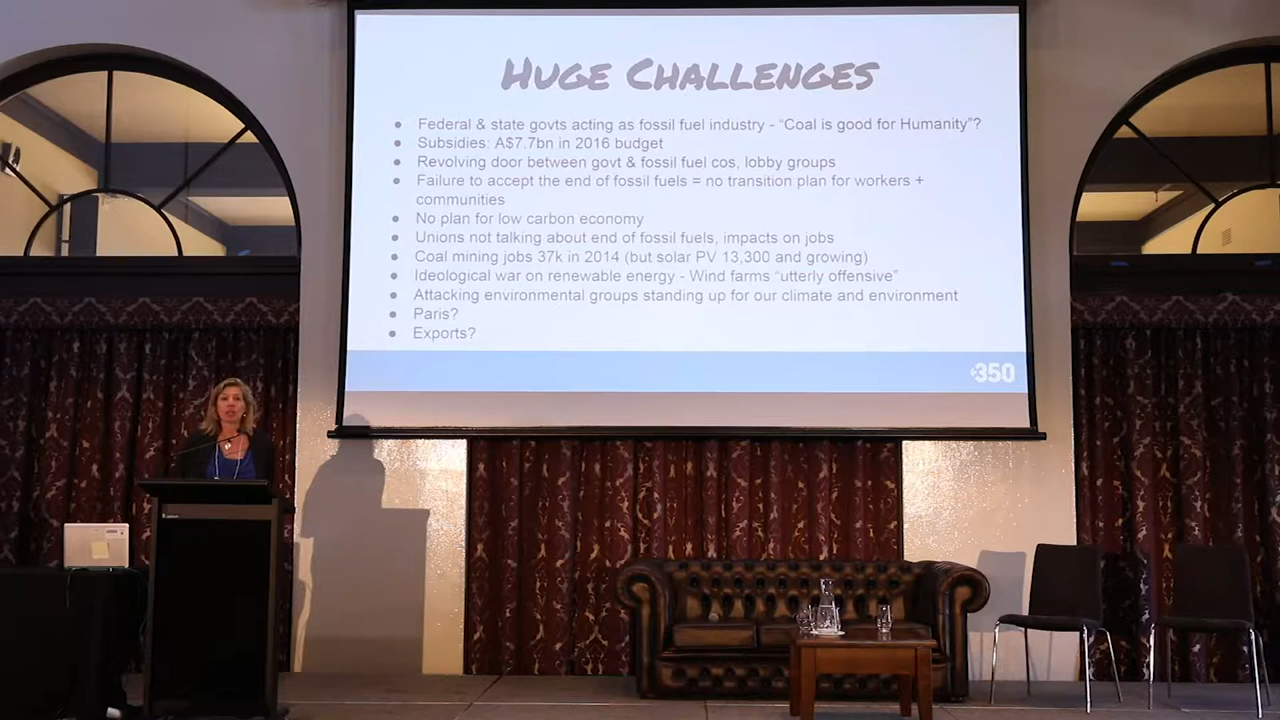 HUGE CHALLENGES
● Federal & state govts acting as fossil fuel industry - “Coal is good for Humanity”?
● Subsidies: A$7.7bn in 2016 budget
● Revolving door between govt & fossil fuel cos, lobby groups
● Failure to accept the end of fossil fuels = no transition plan for workers +
communities
● No plan for low carbon economy
● Unions not talking about end of fossil fuels, impacts on jobs
● Coal mining jobs 37k in 2014 (but solar PV 13,300 and growing)
● Ideological war on renewable energy - Wind farms “utterly offensive”
● Attacking environmental groups standing up for our climate and environment
● Paris?
● Exports?
350